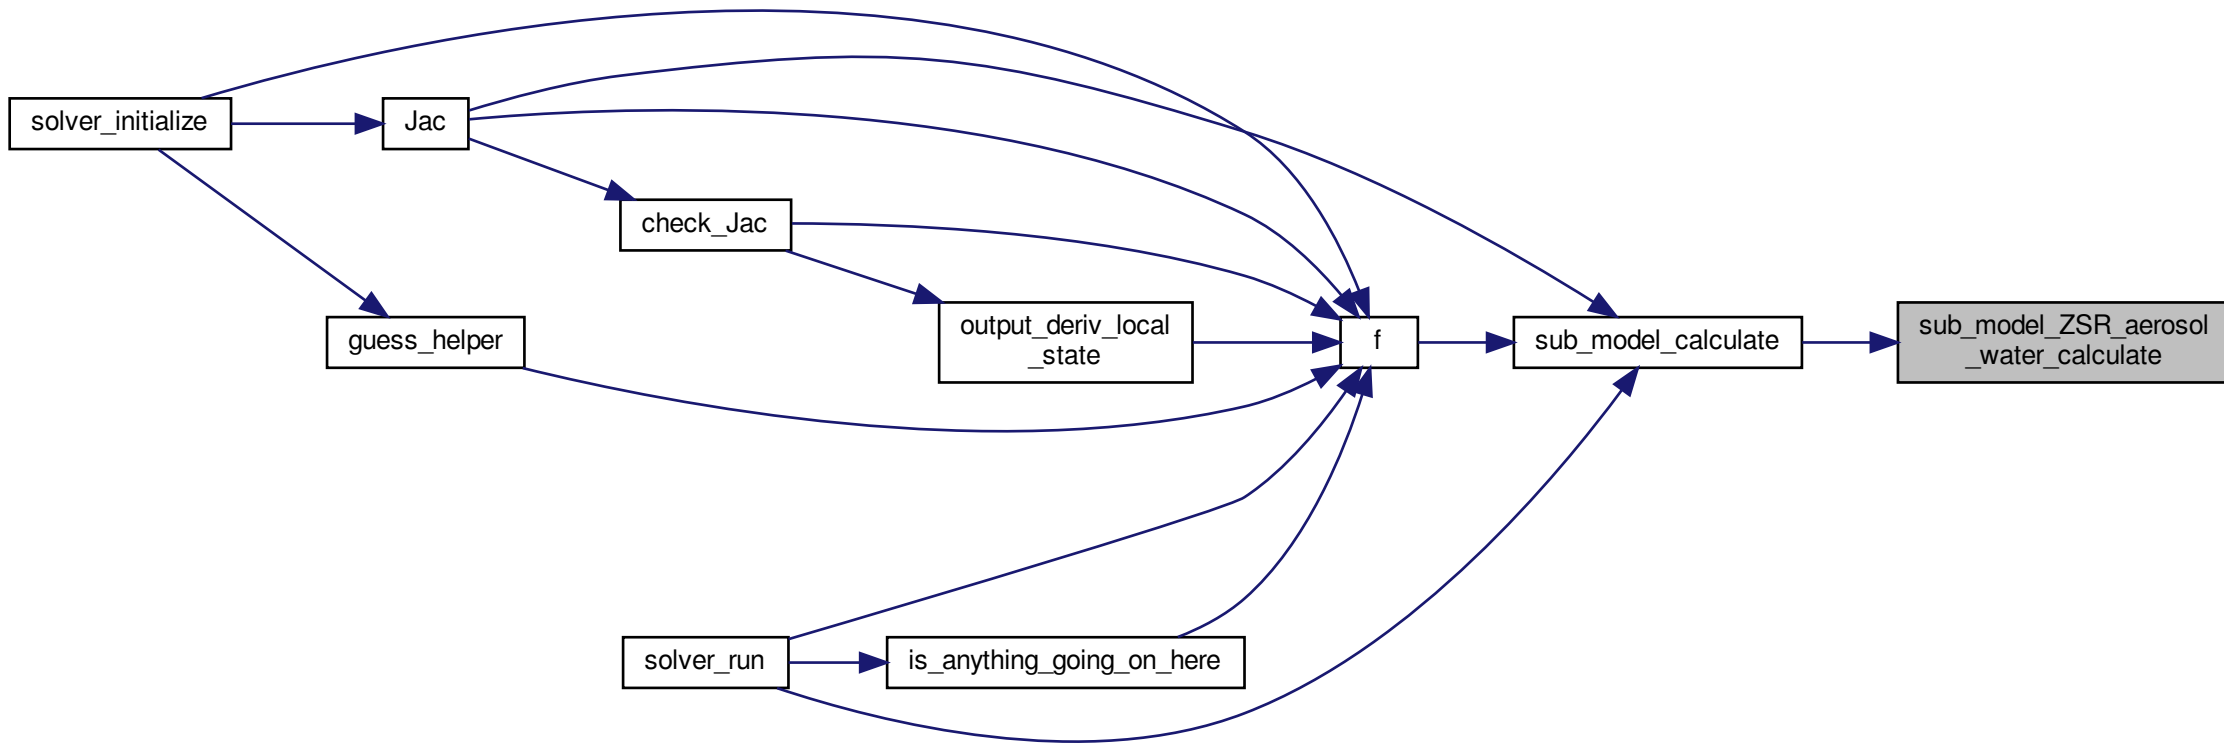 solver_initialize
Jac
check_Jac
guess_helper
output_deriv_local
_state
f
sub_model_calculate
sub_model_ZSR_aerosol
_water_calculate
solver_run
is_anything_going_on_here